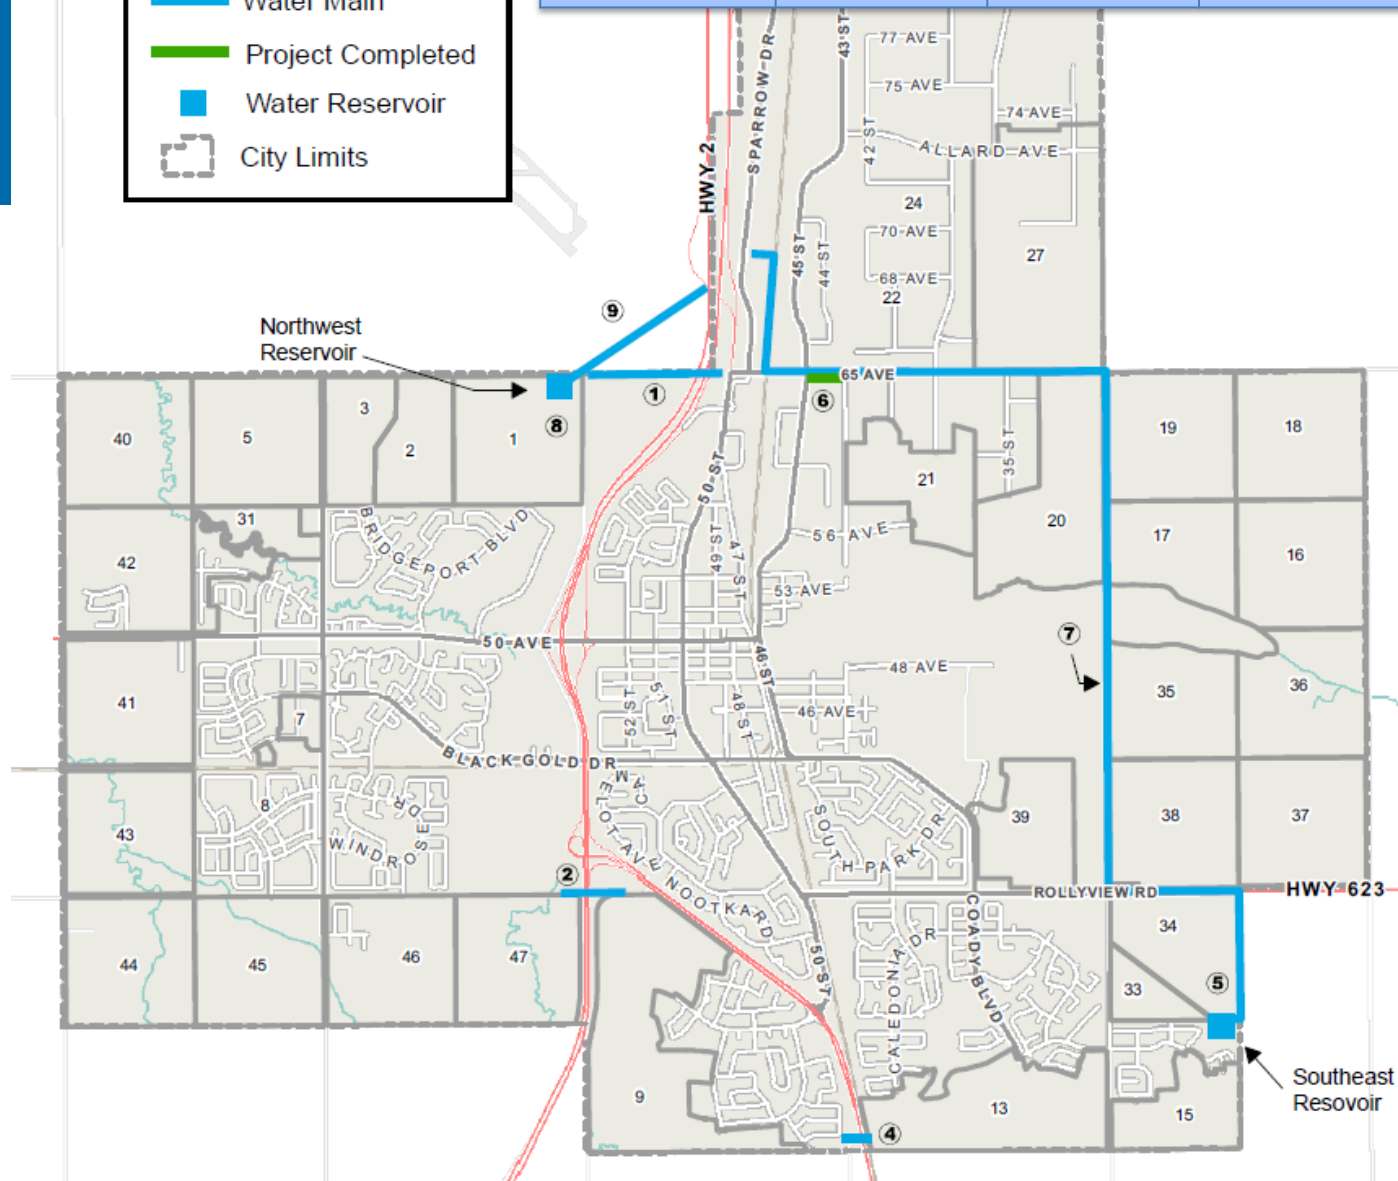 Water Main
Project Completed
Water Reservoir
City Limits
HWY 2
SPARROW DR
43 ST
77 AVE
75 AVE
74 AVE
42 ST
ALLARD AVE
24
70 AVE
27
45 ST
44 ST
68 AVE
22
9
Northwest
Reservoir
65 AVE
1
6
8
40
5
3
2
1
19
18
50 ST
35 ST
21
20
31
BRIDGEPORT BLVD
49 ST
47 ST
56 AVE
17
16
42
53 AVE
50 AVE
7
46 ST
48 AVE
41
7
52 ST
51 ST
48 ST
46 AVE
35
36
BLACK GOLD DR
CAMELOT AVE
8
WINDROSE DR
43
SOUTH PARK DR
39
38
37
2
NOOTKA RD
ROLLYVIEW RD
HWY 623
COADY BLVD
34
44
45
46
47
50 ST
CALEDONIA DR
33
5
Southeast
Resovoir
9
13
15
4